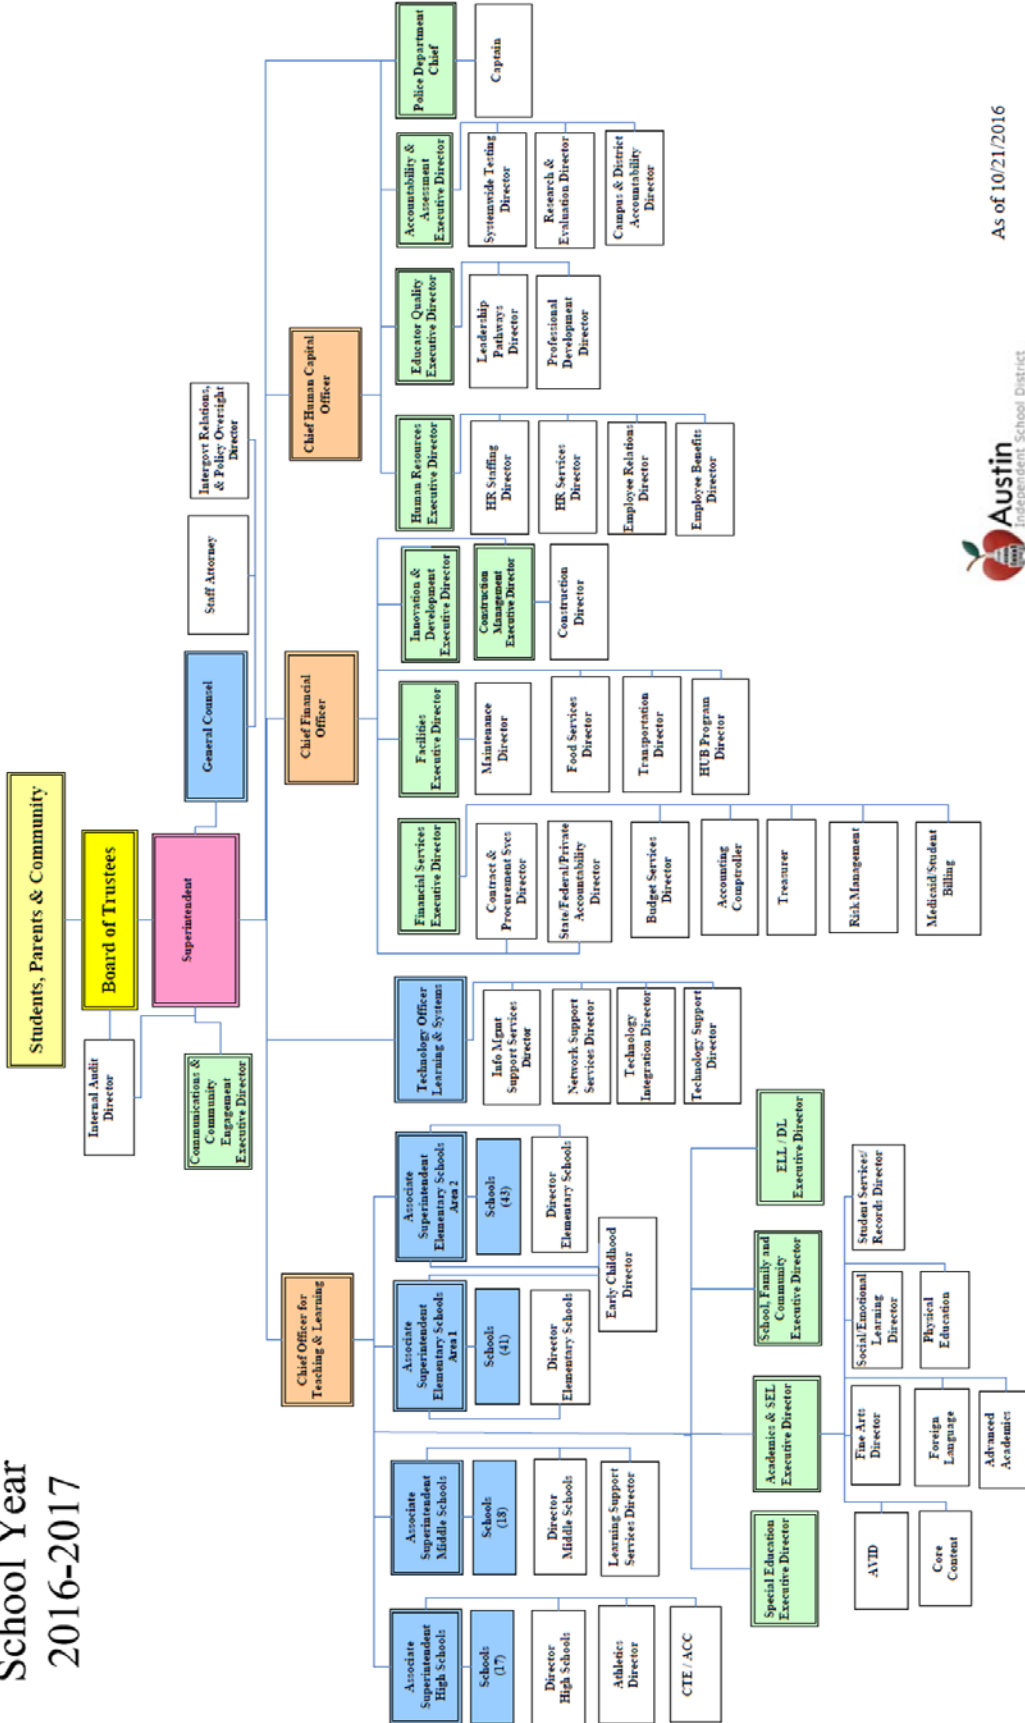 School Year
2016-2017
Students, Parents & Community
Board of Trustees
Internal Audit
Director
Superintendent
Communications &
Community
Engagement
Executive Director
General Counsel
Staff Attorney
Intergovt Relations,
& Policy Oversight
Director
Chief Officer for
Teaching & Learning
Chief Financial
Officer
Chief Human Capital
Officer
Associate
Superintendent
High Schools
Schools
(17)
Director
High Schools
Athletics
Director
CTE / ACC
Associate
Superintendent
Middle Schools
Schools
(18)
Director
Middle Schools
Learning Support
Services Director
Associate
Superintendent
Elementary Schools
Area 1
Schools
(41)
Director
Elementary Schools
Associate
Superintendent
Elementary Schools
Area 2
Schools
(43)
Director
Elementary Schools
Early Childhood
Director
Technology Officer
Learning & Systems
Info Mgmt
Support Services
Director
Network Support
Services Director
Technology
Integration Director
Technology Support
Director
Financial Services
Executive Director
Contract &
Procurement Svcs
Director
State/Federal/Private
Accountability
Director
Budget Services
Director
Accounting
Comptroller
Treasurer
Risk Management
Medicaid/Student
Billing
Facilities
Executive Director
Maintenance
Director
Food Services
Director
Transportation
Director
HUB Program
Director
Innovation &
Development
Executive Director
Construction
Management
Executive Director
Construction
Director
Human Resources
Executive Director
HR Staffing
Director
HR Services
Director
Employee Relations
Director
Employee Benefits
Director
Educator Quality
Executive Director
Leadership
Pathways
Director
Professional
Development
Director
Accountability &
Assessment
Executive Director
Systemwide Testing
Director
Research &
Evaluation Director
Campus & District
Accountability
Director
Police Department
Chief
Captain
Special Education
Executive Director
Academics & SEL
Executive Director
School, Family and
Community
Executive Director
ELL / DL
Executive Director
AVID
Core
Content
Fine Arts
Director
Foreign
Language
Advanced
Academics
Social/Emotional
Learning
Director
Physical
Education
Student Services/
Records Director
Austin
Independent School District
As of 10/21/2016